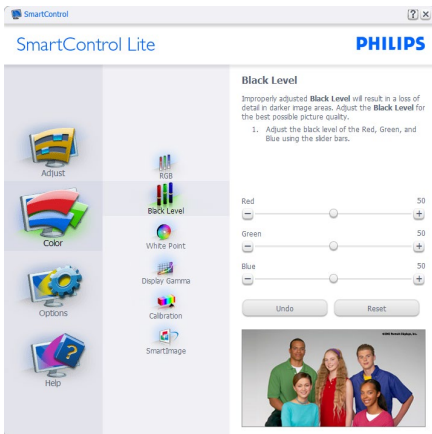 SmartControl
SmartControl Lite
PHILIPS
Adjust
Color
Options
Help
RGB
Black Level
White Point
Display Gamma
Calibration
SmartImage
Black Level
Improperly adjusted Black Level will result in a loss of
detail in darker image areas. Adjust the Black Level for
the best possible picture quality.
1. Adjust the black level of the Red, Green, and
Blue using the slider bars.
Red 50
Green 50
Blue 50
Undo Reset